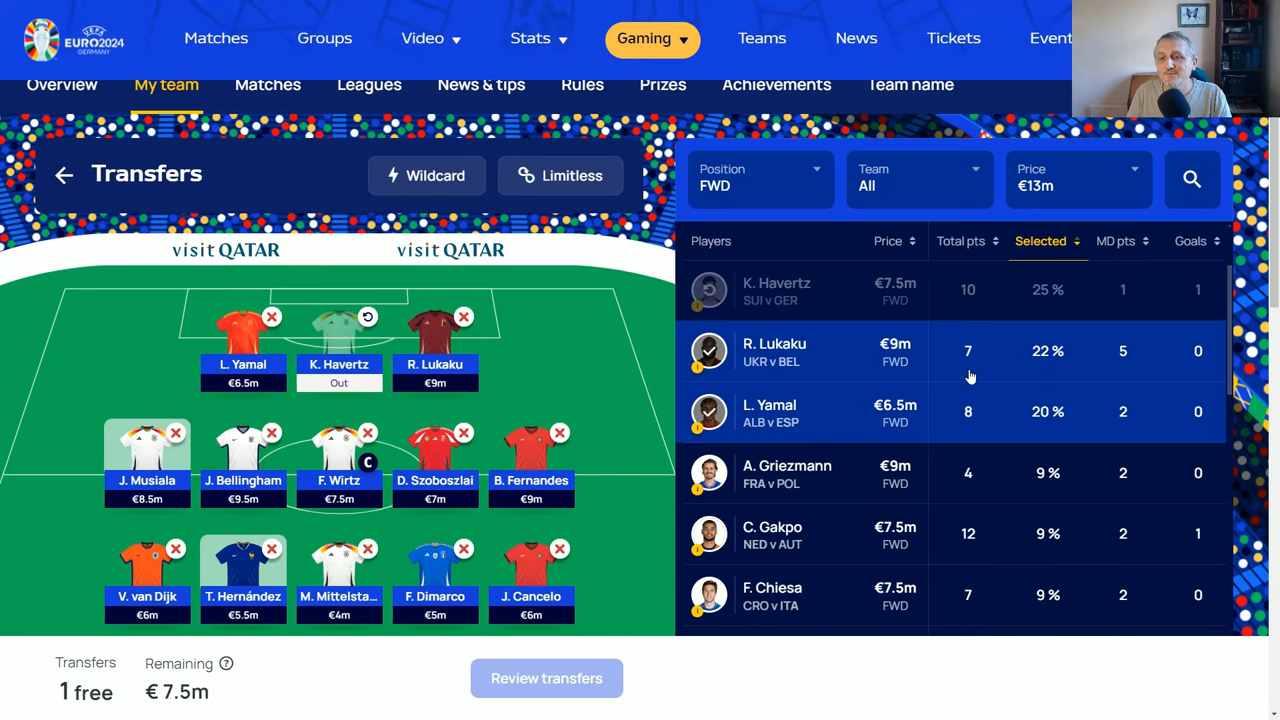 UEFA
EURO2024
GERMANY
Matches
Groups
Video
Stats
Gaming
Teams
News
Tickets
Event
Overview
My team
Matches
Leagues
News & tips
Rules
Prizes
Achievements
Team name
Transfers
Wildcard
Limitless
visit QATAR
visit QATAR
L. Yamal
€6.5m
K. Havertz
Out
R. Lukaku
€9m
J. Musiala
€8.5m
J. Bellingham
€9.5m
C
F. Wirtz
€7.5m
D. Szoboszlai
€7m
B. Fernandes
€9m
V. van Dijk
€6m
T. Hernández
€5.5m
M. Mittelsta...
€4m
F. Dimarco
€5m
J. Cancelo
€6m
Transfers
1 free
Remaining ?
€ 7.5m
Review transfers
Position
FWD
Team
All
Price
€13m
Players Price Total pts Selected MD pts Goals
K. Havertz €7.5m 10 25 % 1 1
SUI v GER FWD
R. Lukaku €9m 7 22 % 5 0
UKR v BEL FWD
L. Yamal €6.5m 8 20 % 2 0
ALB v ESP FWD
A. Griezmann €9m 4 9 % 2 0
FRA v POL FWD
C. Gakpo €7.5m 12 9 % 2 1
NED v AUT FWD
F. Chiesa €7.5m 7 9 % 2 0
CRO v ITA FWD